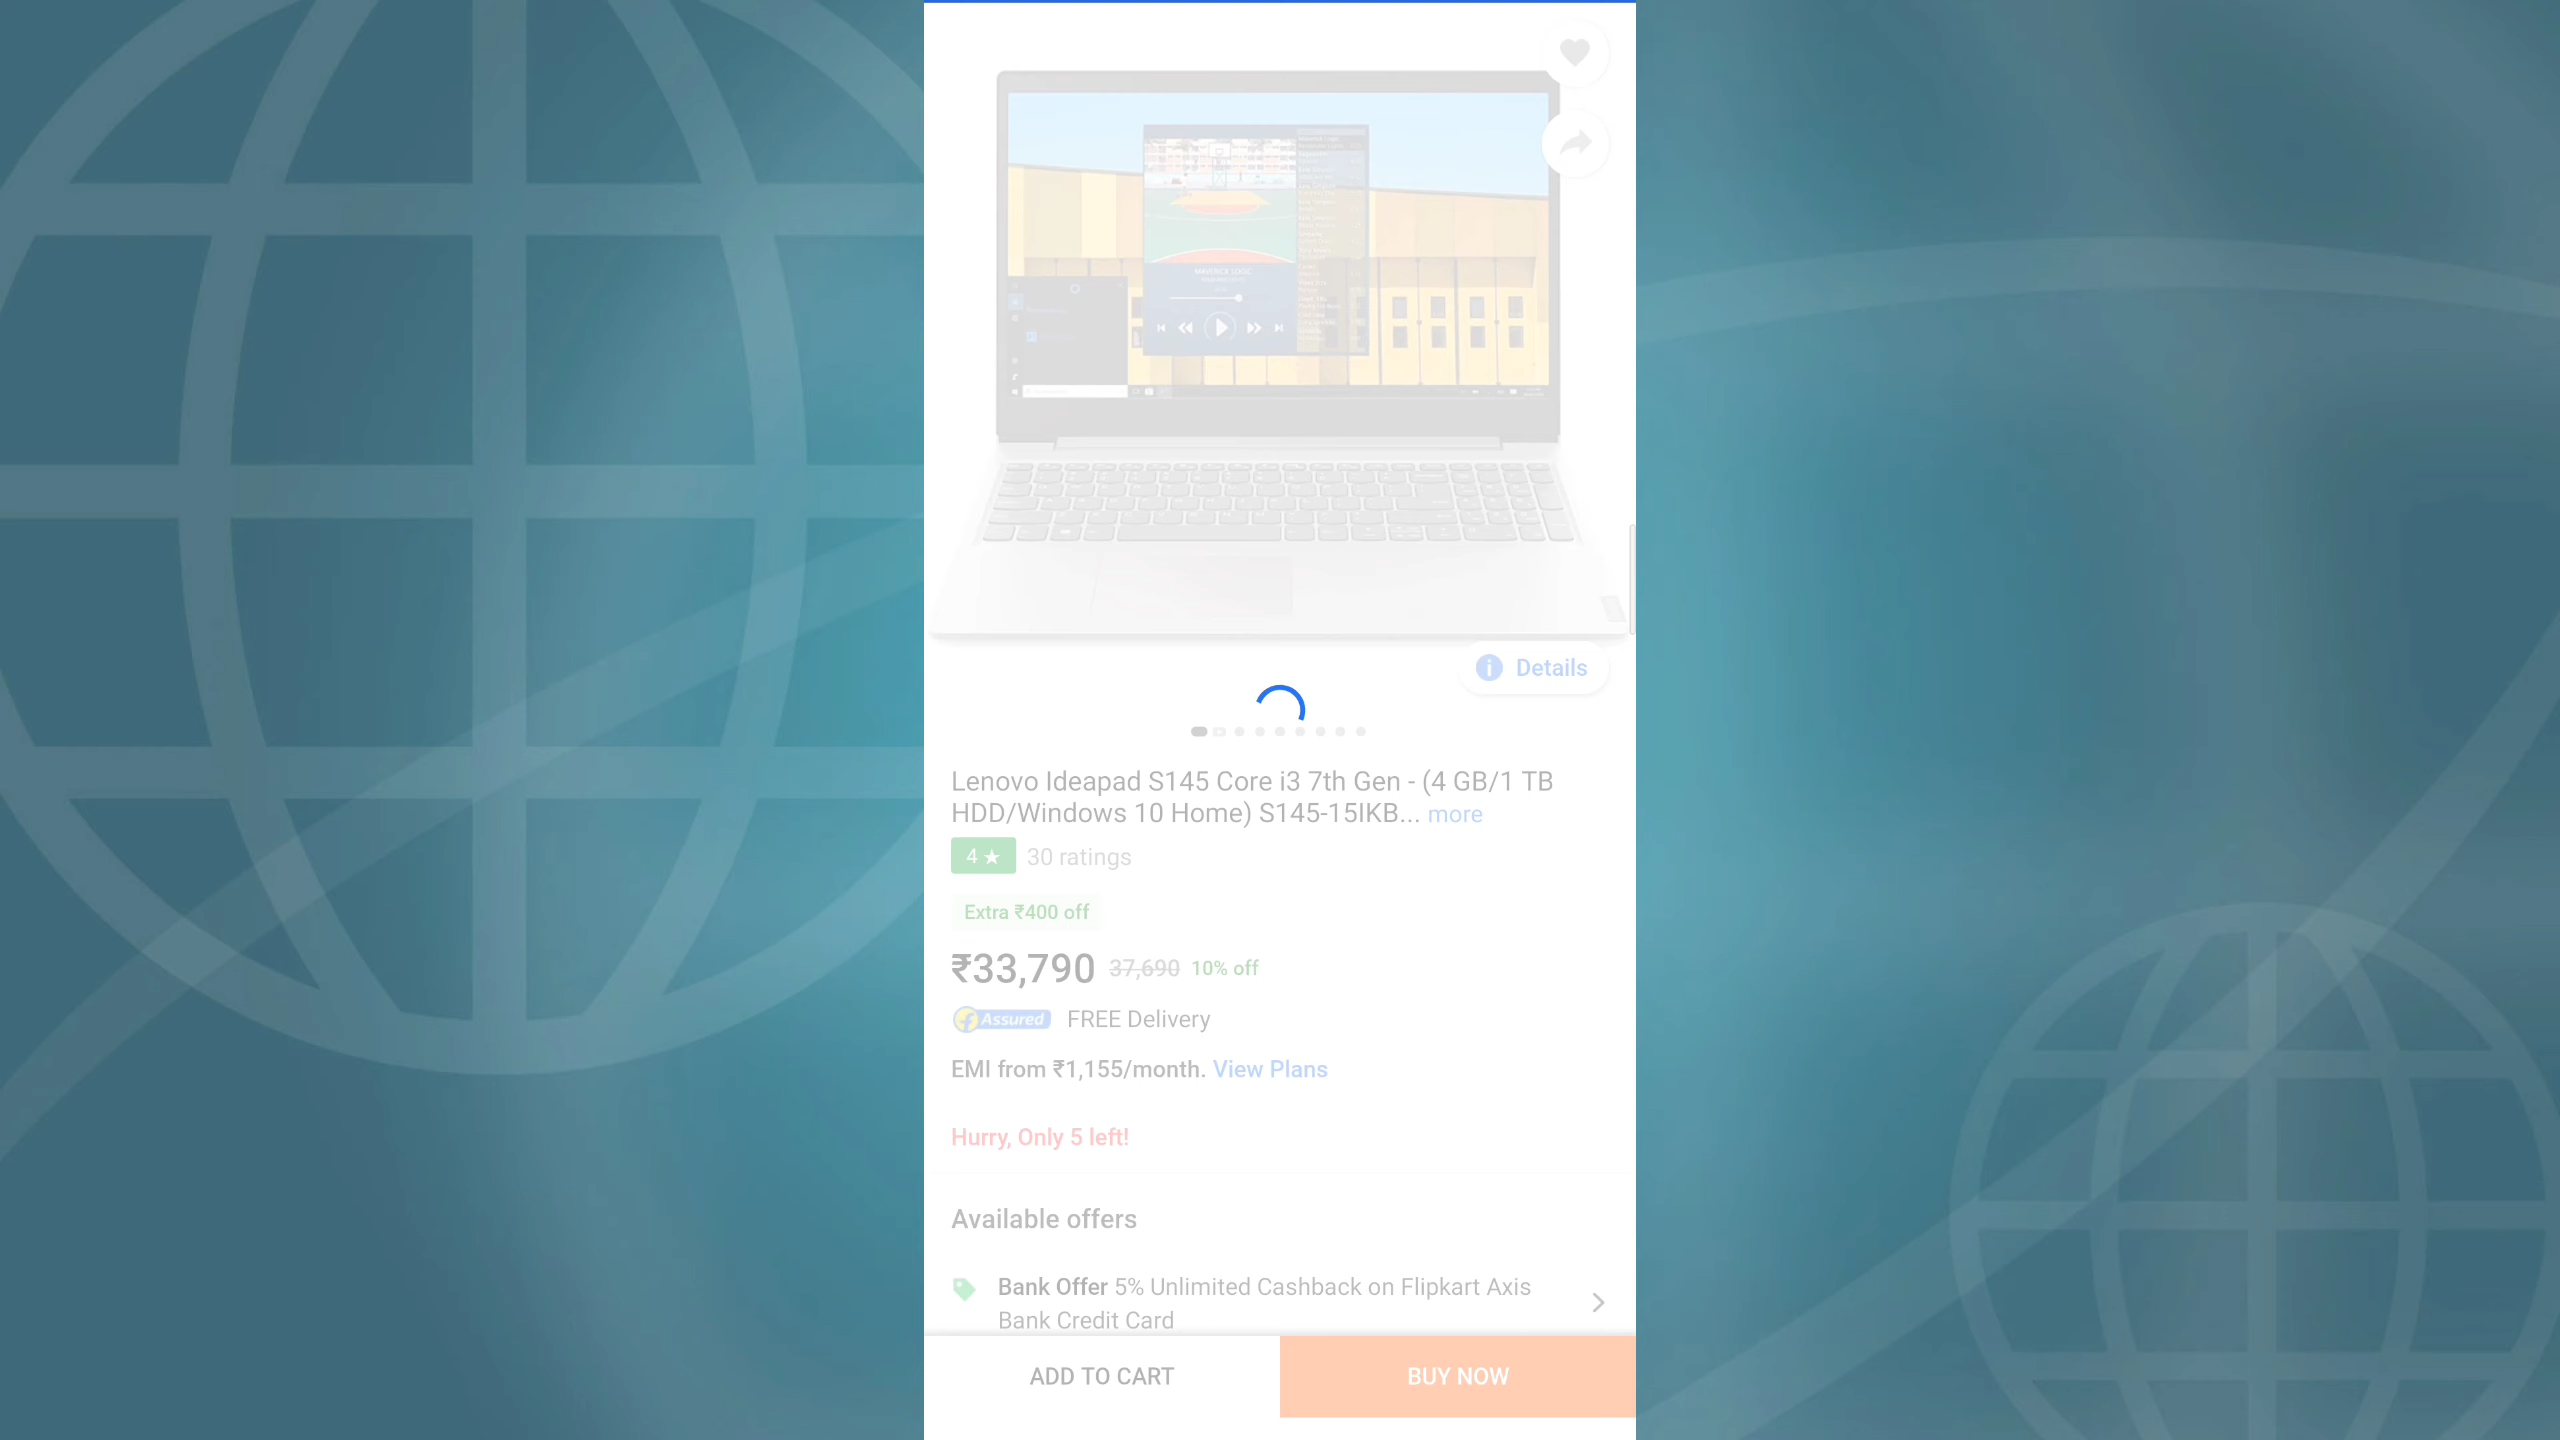 MAVERICK LOGIC
Details
Lenovo Ideapad S145 Core i3 7th Gen - (4 GB/1 TB
HDD/Windows 10 Home) S145-15IKB... more
4 ★ 30 ratings
Extra ₹400 off
₹33,790 37,690 10% off
f Assured FREE Delivery
EMI from ₹1,155/month. View Plans
Hurry, Only 5 left!
Available offers
Bank Offer 5% Unlimited Cashback on Flipkart Axis
Bank Credit Card
ADD TO CART BUY NOW